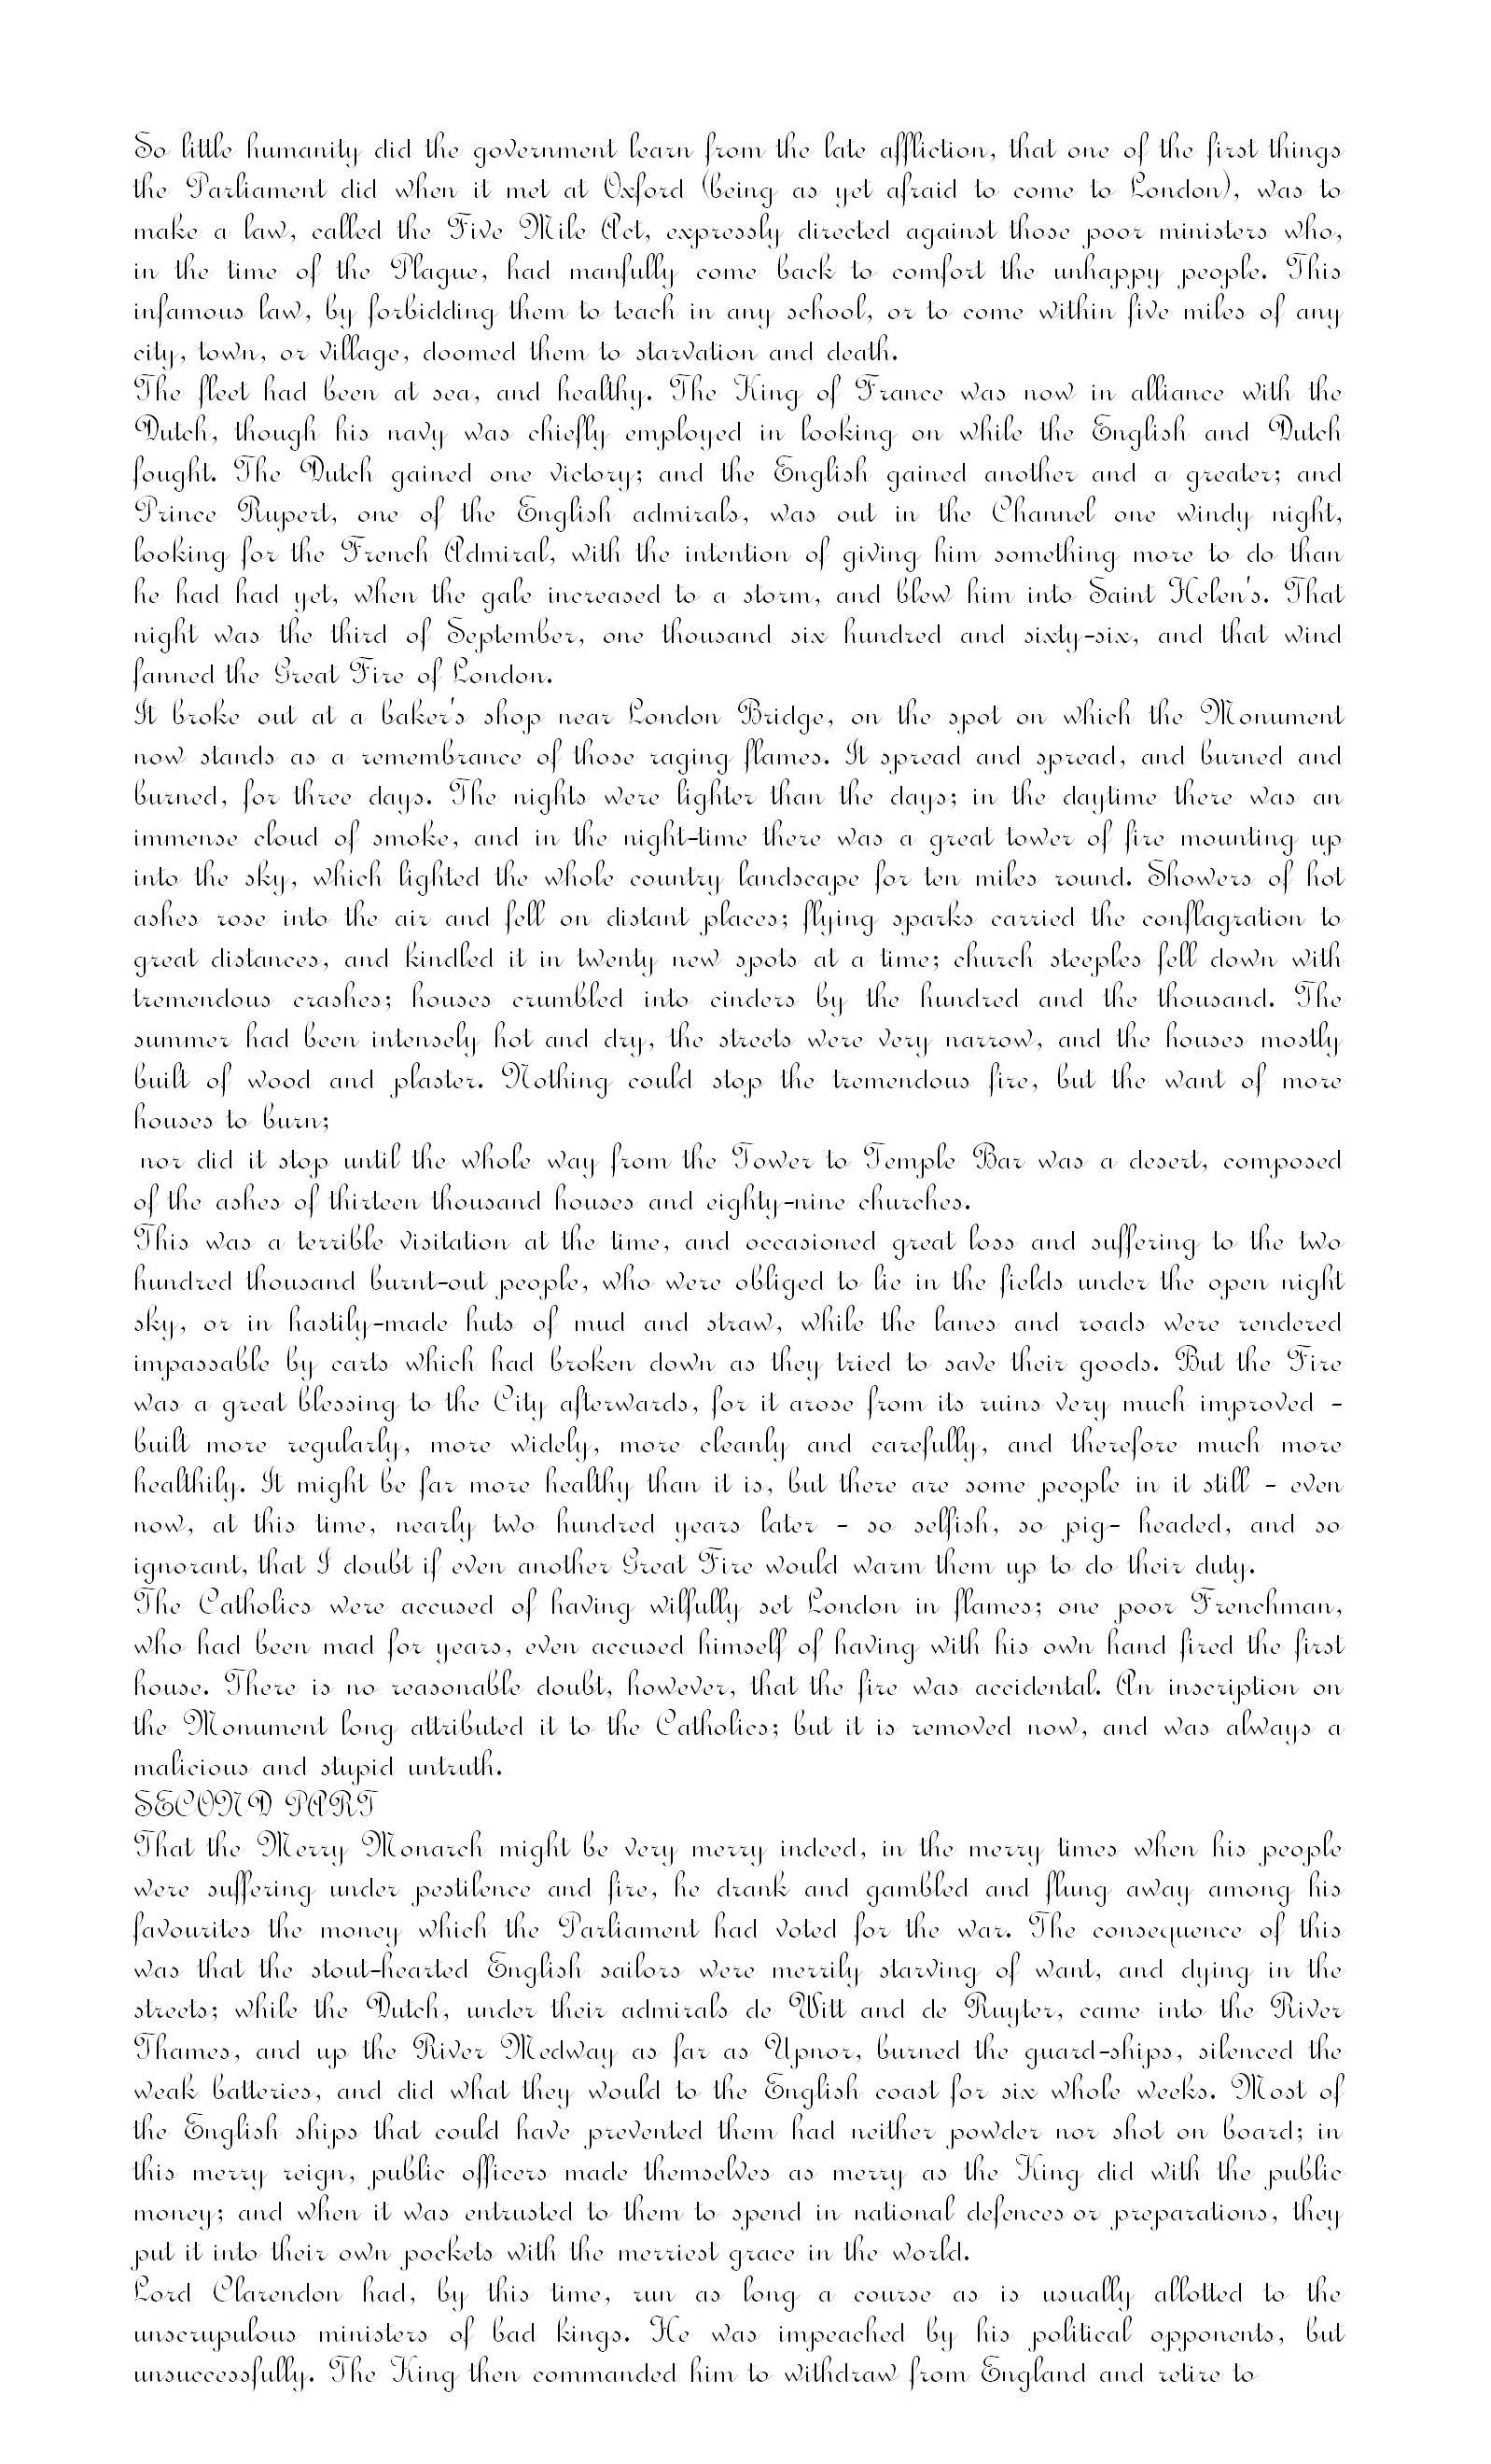 So little humanity did the government learn from the late affliction, that one of the first things
the Parliament did when it met at Oxford (being as yet afraid to come to London), was to
make a law, called the Five Mile Act, expressly directed against those poor ministers who,
in the time of the Plague, had manfully come back to comfort the unhappy people. This
infamous law, by forbidding them to teach in any school, or to come within five miles of any
city, town, or village, doomed them to starvation and death.
The fleet had been at sea, and healthy. The King of France was now in alliance with the
Dutch, though his navy was chiefly employed in looking on while the English and Dutch
fought. The Dutch gained one victory; and the English gained another and a greater; and
Prince Rupert, one of the English admirals, was out in the Channel one windy night,
looking for the French Admiral, with the intention of giving him something more to do than
he had had yet, when the gale increased to a storm, and blew him into Saint Helen's. That
night was the third of September, one thousand six hundred and sixty-six, and that wind
fanned the Great Fire of London.
It broke out at a baker's shop near London Bridge, on the spot on which the Monument
now stands as a remembrance of those raging flames. It spread and spread, and burned and
burned, for three days. The nights were lighter than the days; in the daytime there was an
immense cloud of smoke, and in the night-time there was a great tower of fire mounting up
into the sky, which lighted the whole country landscape for ten miles round. Showers of hot
ashes rose into the air and fell on distant places; flying sparks carried the conflagration to
great distances, and kindled it in twenty new spots at a time; church steeples fell down with
tremendous crashes; houses crumbled into cinders by the hundred and the thousand. The
summer had been intensely hot and dry, the streets were very narrow, and the houses mostly
built of wood and plaster. Nothing could stop the tremendous fire, but the want of more
houses to burn;
nor did it stop until the whole way from the Tower to Temple Bar was a desert, composed
of the ashes of thirteen thousand houses and eighty-nine churches.
This was a terrible visitation at the time, and occasioned great loss and suffering to the two
hundred thousand burnt-out people, who were obliged to lie in the fields under the open night
sky, or in hastily-made huts of mud and straw, while the lanes and roads were rendered
impassable by carts which had broken down as they tried to save their goods. But the Fire
was a great blessing to the City afterwards, for it arose from its ruins very much improved -
built more regularly, more widely, more cleanly and carefully, and therefore much more
healthily. It might be far more healthy than it is, but there are some people in it still - even
now, at this time, nearly two hundred years later - so selfish, so pig- headed, and so
ignorant, that I doubt if even another Great Fire would warm them up to do their duty.
The Catholics were accused of having wilfully set London in flames; one poor Frenchman,
who had been mad for years, even accused himself of having with his own hand fired the first
house. There is no reasonable doubt, however, that the fire was accidental. An inscription on
the Monument long attributed it to the Catholics; but it is removed now, and was always a
malicious and stupid untruth.
SECOND PART
That the Merry Monarch might be very merry indeed, in the merry times when his people
were suffering under pestilence and fire, he drank and gambled and flung away among his
favourites the money which the Parliament had voted for the war. The consequence of this
was that the stout-hearted English sailors were merrily starving of want, and dying in the
streets; while the Dutch, under their admirals de Witt and de Ruyter, came into the River
Thames, and up the River Medway as far as Upnor, burned the guard-ships, silenced the
weak batteries, and did what they would to the English coast for six whole weeks. Most of
the English ships that could have prevented them had neither powder nor shot on board; in
this merry reign, public officers made themselves as merry as the King did with the public
money; and when it was entrusted to them to spend in national defences or preparations, they
put it into their own pockets with the merriest grace in the world.
Lord Clarendon had, by this time, run as long a course as is usually allotted to the
unscrupulous ministers of bad kings. He was impeached by his political opponents, but
unsuccessfully. The King then commanded him to withdraw from England and retire to